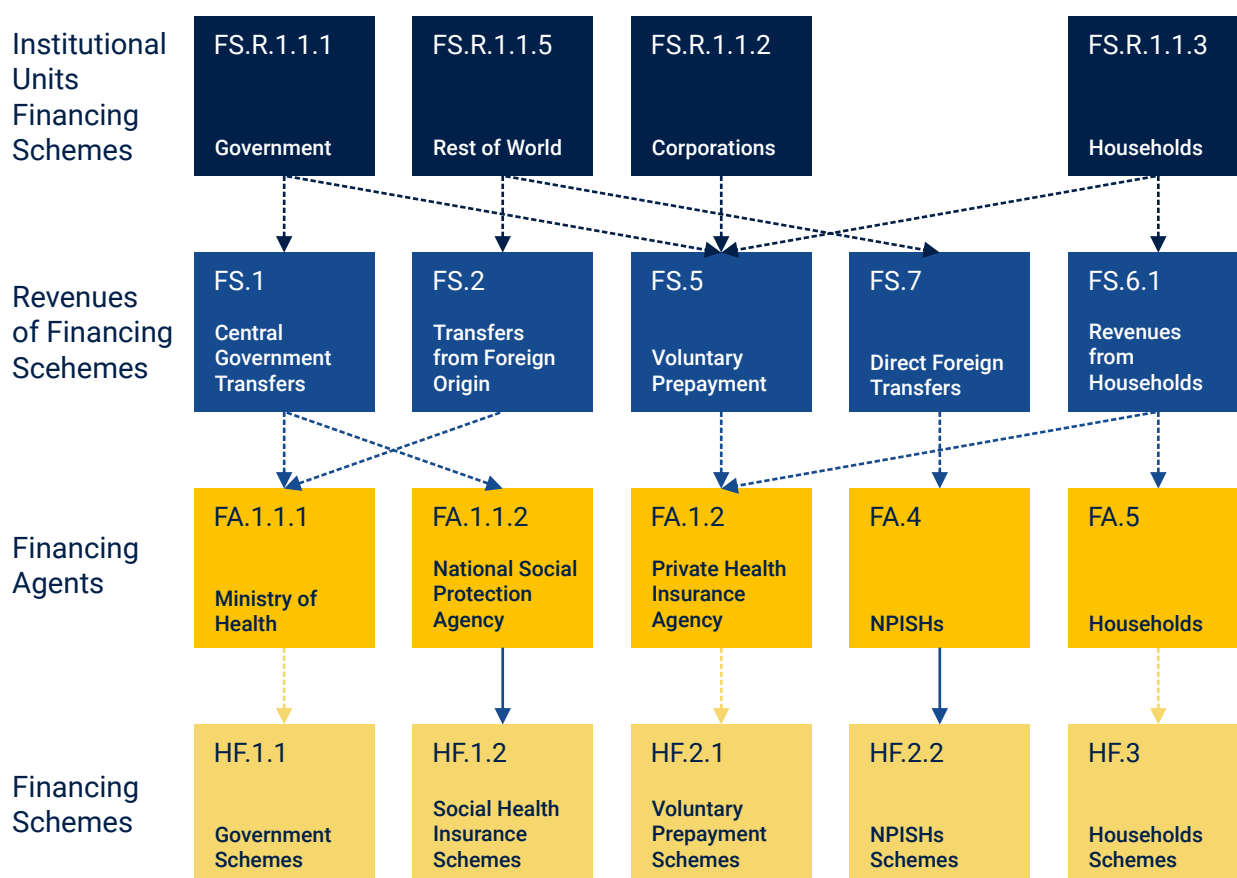 Institutional
Units
Financing
Schemes
FS.R.1.1.1
Government
FS.R.1.1.5
Rest of World
FS.R.1.1.2
Corporations
FS.R.1.1.3
Households
Revenues
of Financing
Scehemes
FS.1
Central
Government
Transfers
FS.2
Transfers
from Foreign
Origin
FS.5
Voluntary
Prepayment
FS.7
Direct Foreign
Transfers
FS.6.1
Revenues
from
Households
Financing
Agents
FA.1.1.1
Ministry of
Health
FA.1.1.2
National Social
Protection
Agency
FA.1.2
Private Health
Insurance
Agency
FA.4
NPISHs
FA.5
Households
Financing
Schemes
HF.1.1
Government
Schemes
HF.1.2
Social Health
Insurance
Schemes
HF.2.1
Voluntary
Prepayment
Schemes
HF.2.2
NPISHs
Schemes
HF.3
Households
Schemes